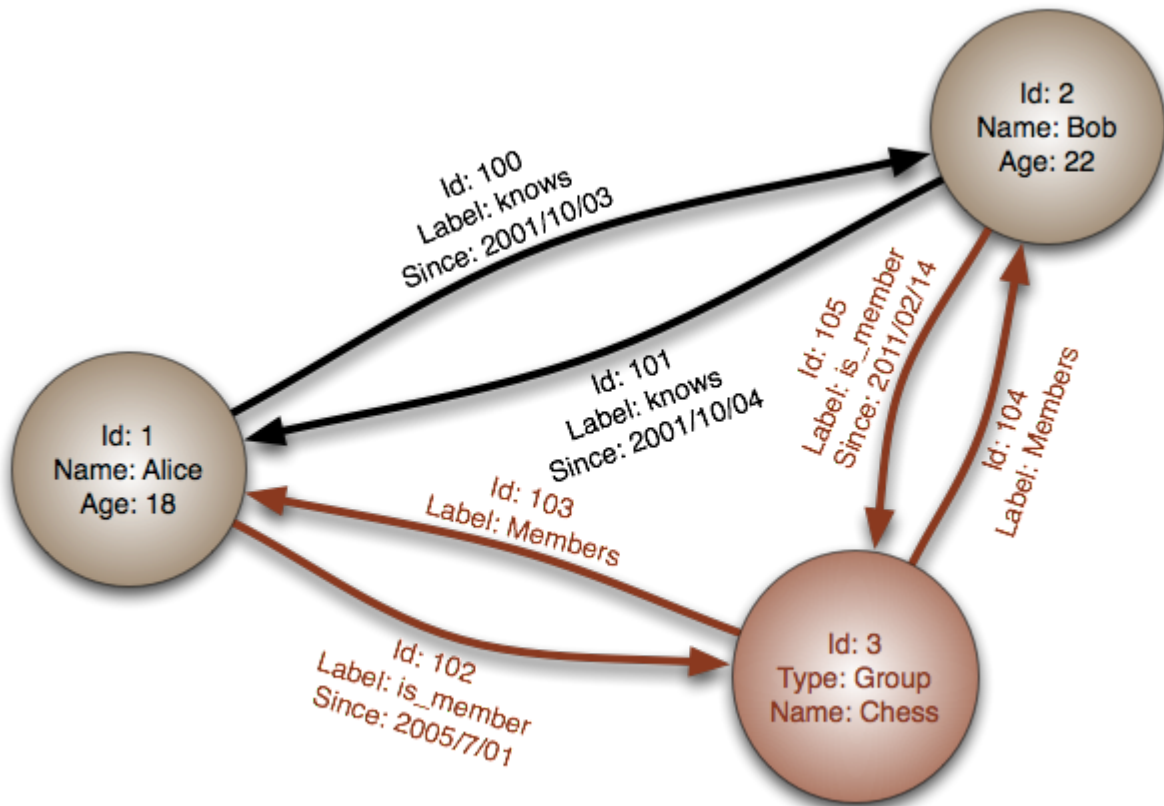 Id: 2
Name: Bob
Age: 22
Id: 100
Label: knows
Since: 2001/10/03
Id: 101
Label: knows
Since: 2001/10/04
Id: 105
Label: is_member
Since: 2011/02/14
Id: 104
Label: Members
Id: 1
Name: Alice
Age: 18
Id: 103
Label: Members
Id: 102
Label: is_member
Since: 2005/7/01
Id: 3
Type: Group
Name: Chess